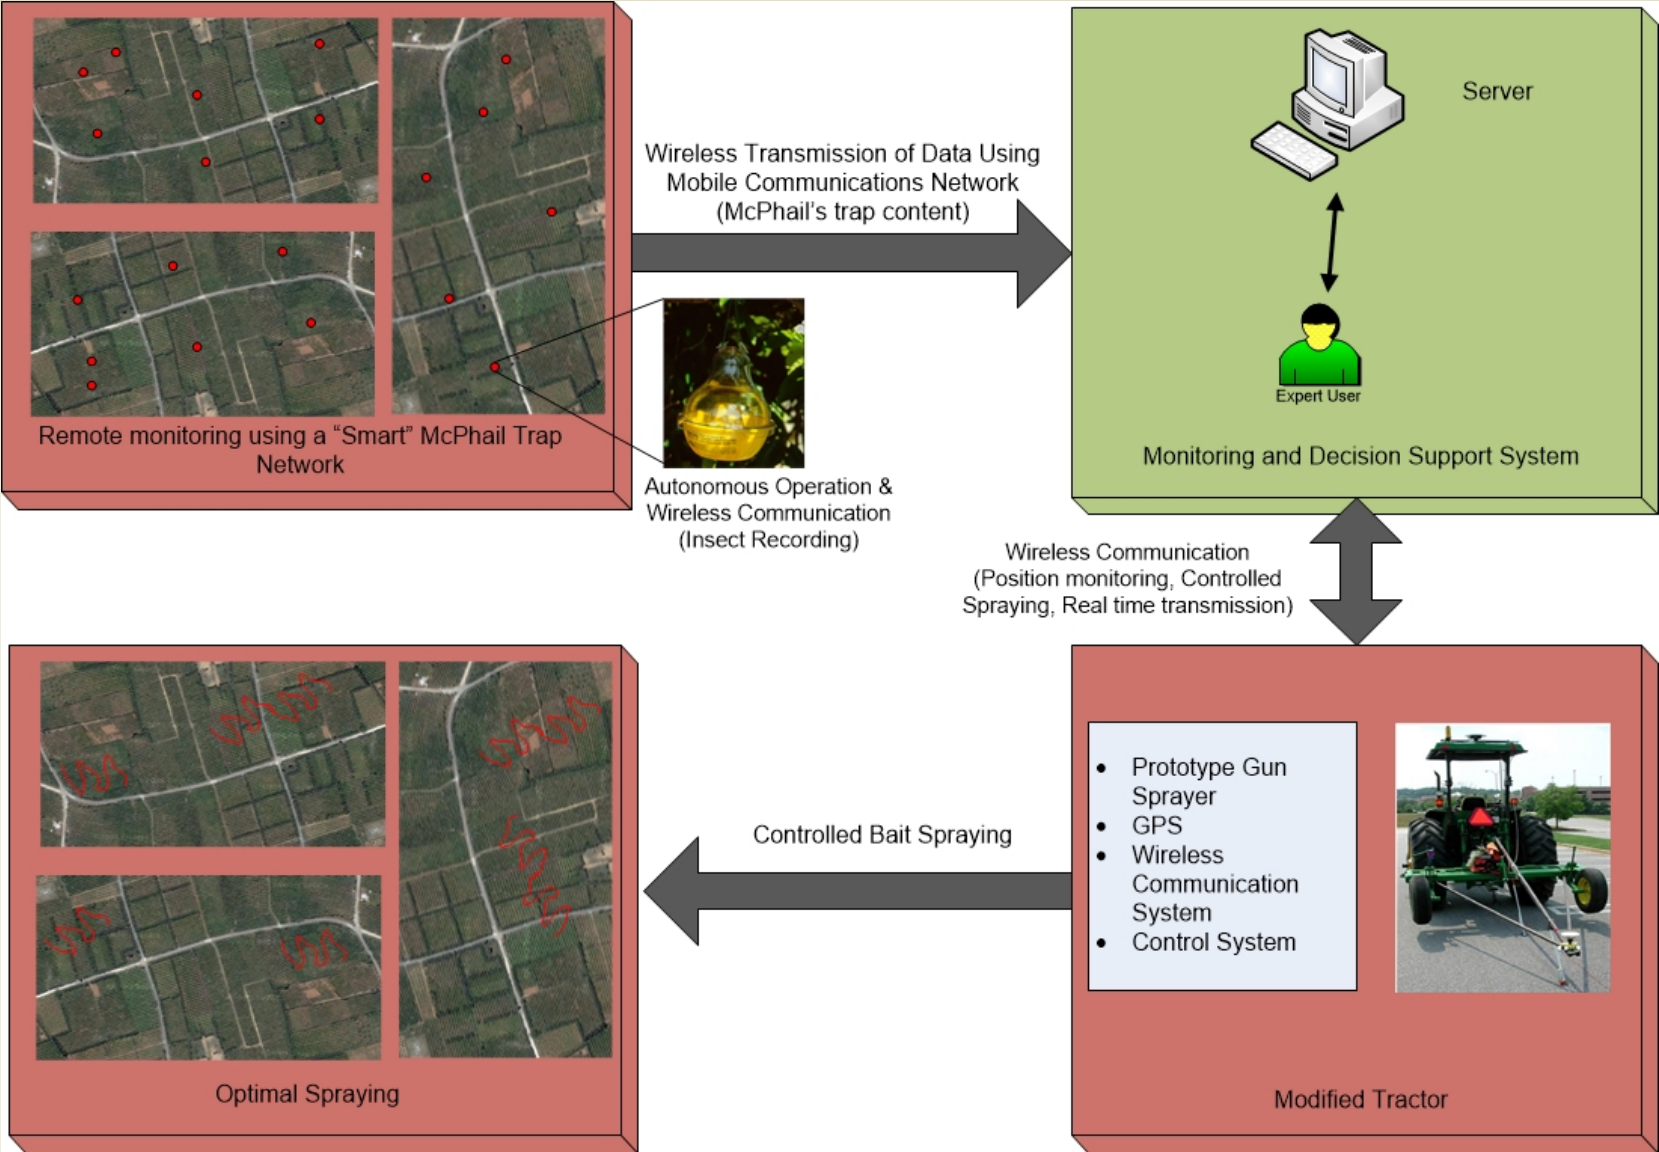 Remote monitoring using a “Smart” McPhail Trap
Network
Wireless Transmission of Data Using
Mobile Communications Network
(McPhail’s trap content)
Autonomous Operation &
Wireless Communication
(Insect Recording)
Server
Expert User
Monitoring and Decision Support System
Wireless Communication
(Position monitoring, Controlled
Spraying, Real time transmission)
• Prototype Gun
Sprayer
• GPS
• Wireless
Communication
System
• Control System
Modified Tractor
Controlled Bait Spraying
Optimal Spraying